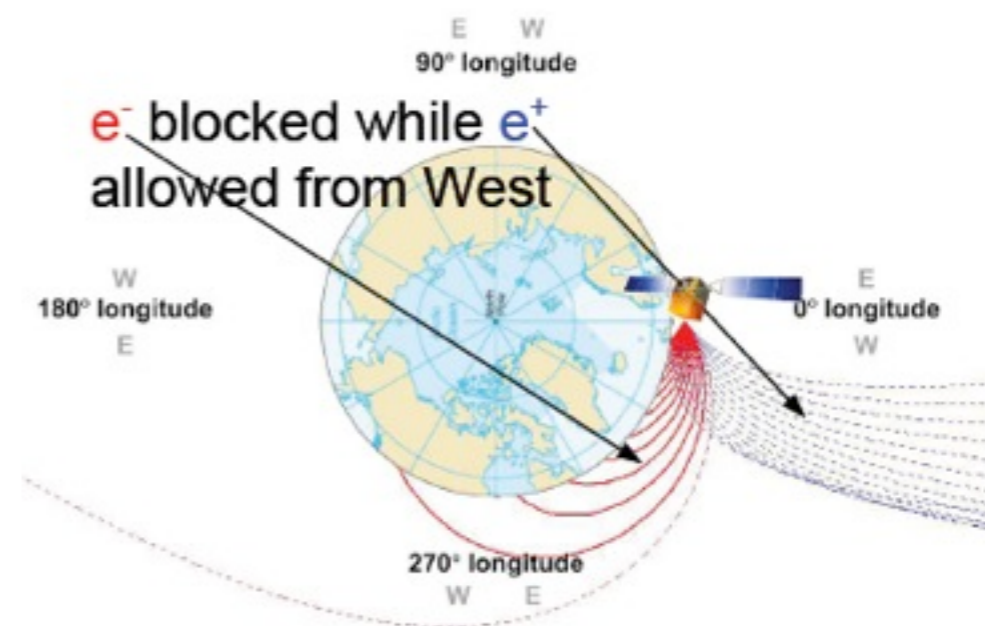 E W
90° longitude
e⁻ blocked while e⁺
allowed from West
W
180° longitude
E
E
0° longitude
W
270° longitude
W E